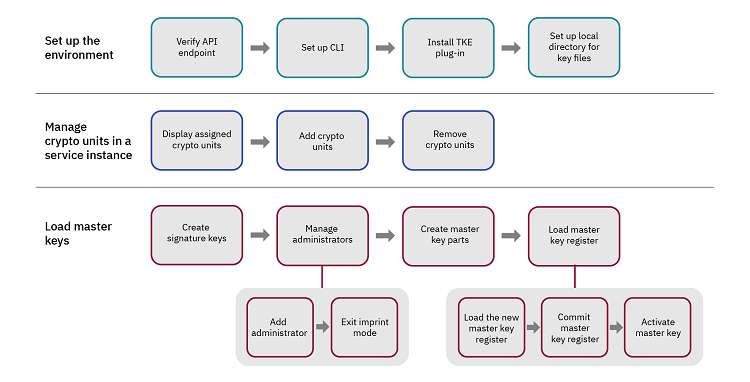 Set up the
environment
Verify API
endpoint
Set up CLI
Install TKE
plug-in
Set up local
directory for
key files
Manage
crypto units in a
service instance
Display assigned
crypto units
Add crypto
units
Remove
crypto units
Load master
keys
Create
signature keys
Manage
administrators
Create master
key parts
Load master
key register
Add
administrator
Exit imprint
mode
Load the new
master key
register
Commit
master
key register
Activate
master key